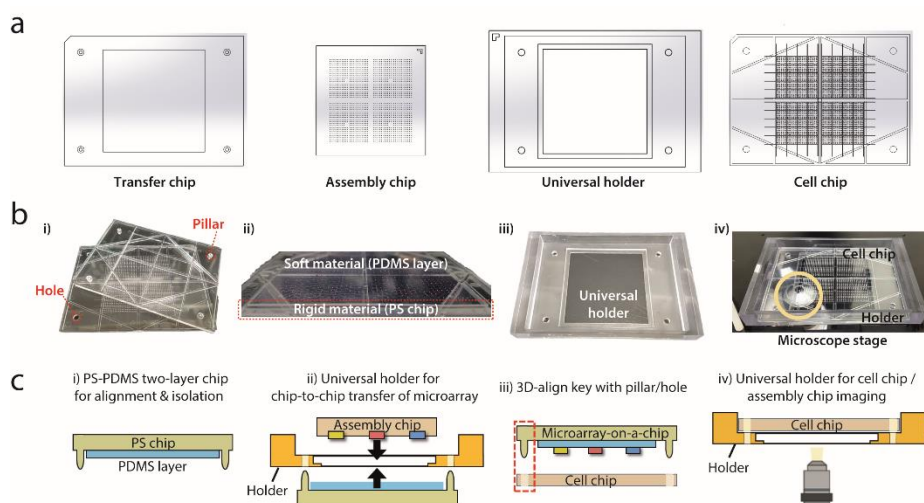 a
Transfer chip
Assembly chip
Universal holder
Cell chip
b
i)
Pillar
Hole
ii)
Soft material (PDMS layer)
Rigid material (PS chip)
iii)
Universal
holder
iv)
Cell chip
Holder
Microscope stage
c
i) PS-PDMS two-layer chip
for alignment & isolation
PS chip
PDMS layer
ii) Universal holder for
chip-to-chip transfer of microarray
Assembly chip
Holder
iii) 3D-align key with pillar/hole
Microarray-on-a-chip
Cell chip
iv) Universal holder for cell chip /
assembly chip imaging
Cell chip
Holder